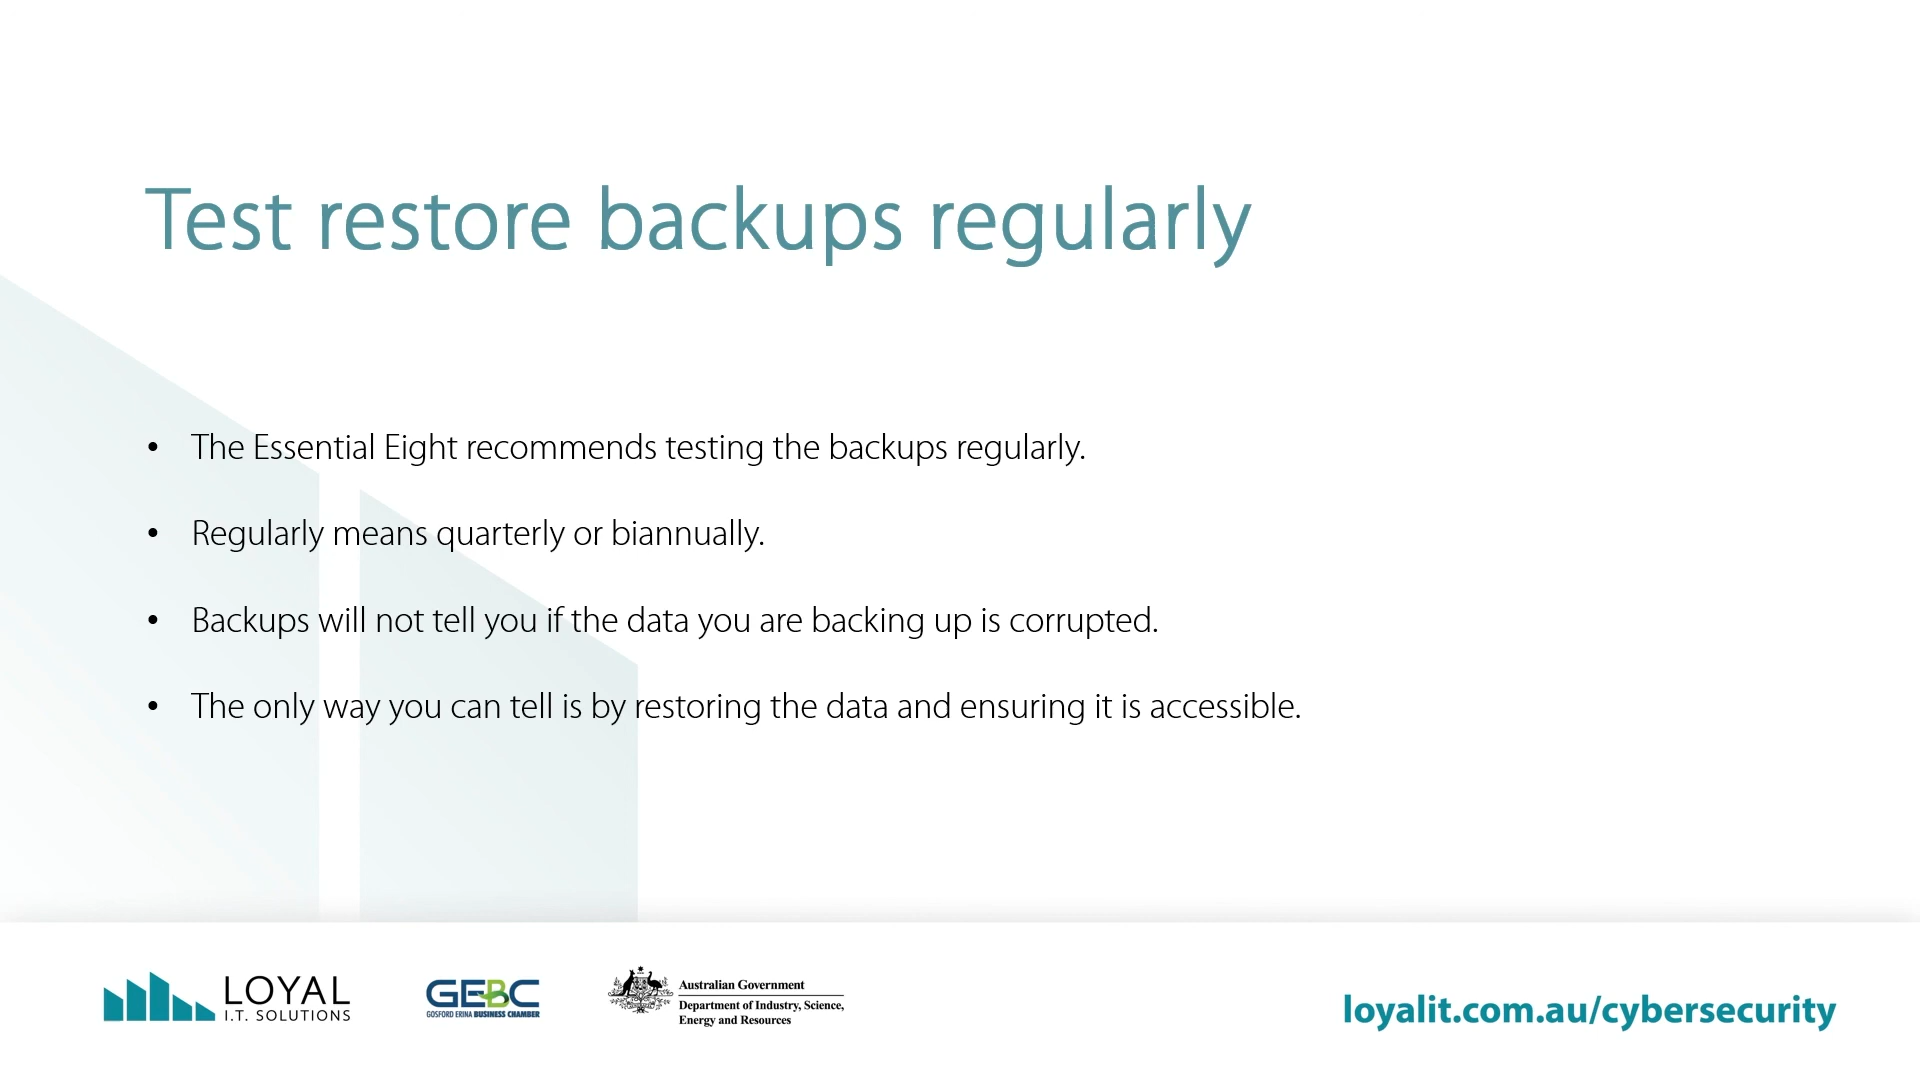 Test restore backups regularly
• The Essential Eight recommends testing the backups regularly.
• Regularly means quarterly or biannually.
• Backups will not tell you if the data you are backing up is corrupted.
• The only way you can tell is by restoring the data and ensuring it is accessible.
LOYAL
I.T. SOLUTIONS
GEBC
GOSFORD ERINA BUSINESS CHAMBER
Australian Government
Department of Industry, Science,
Energy and Resources
loyalit.com.au/cybersecurity